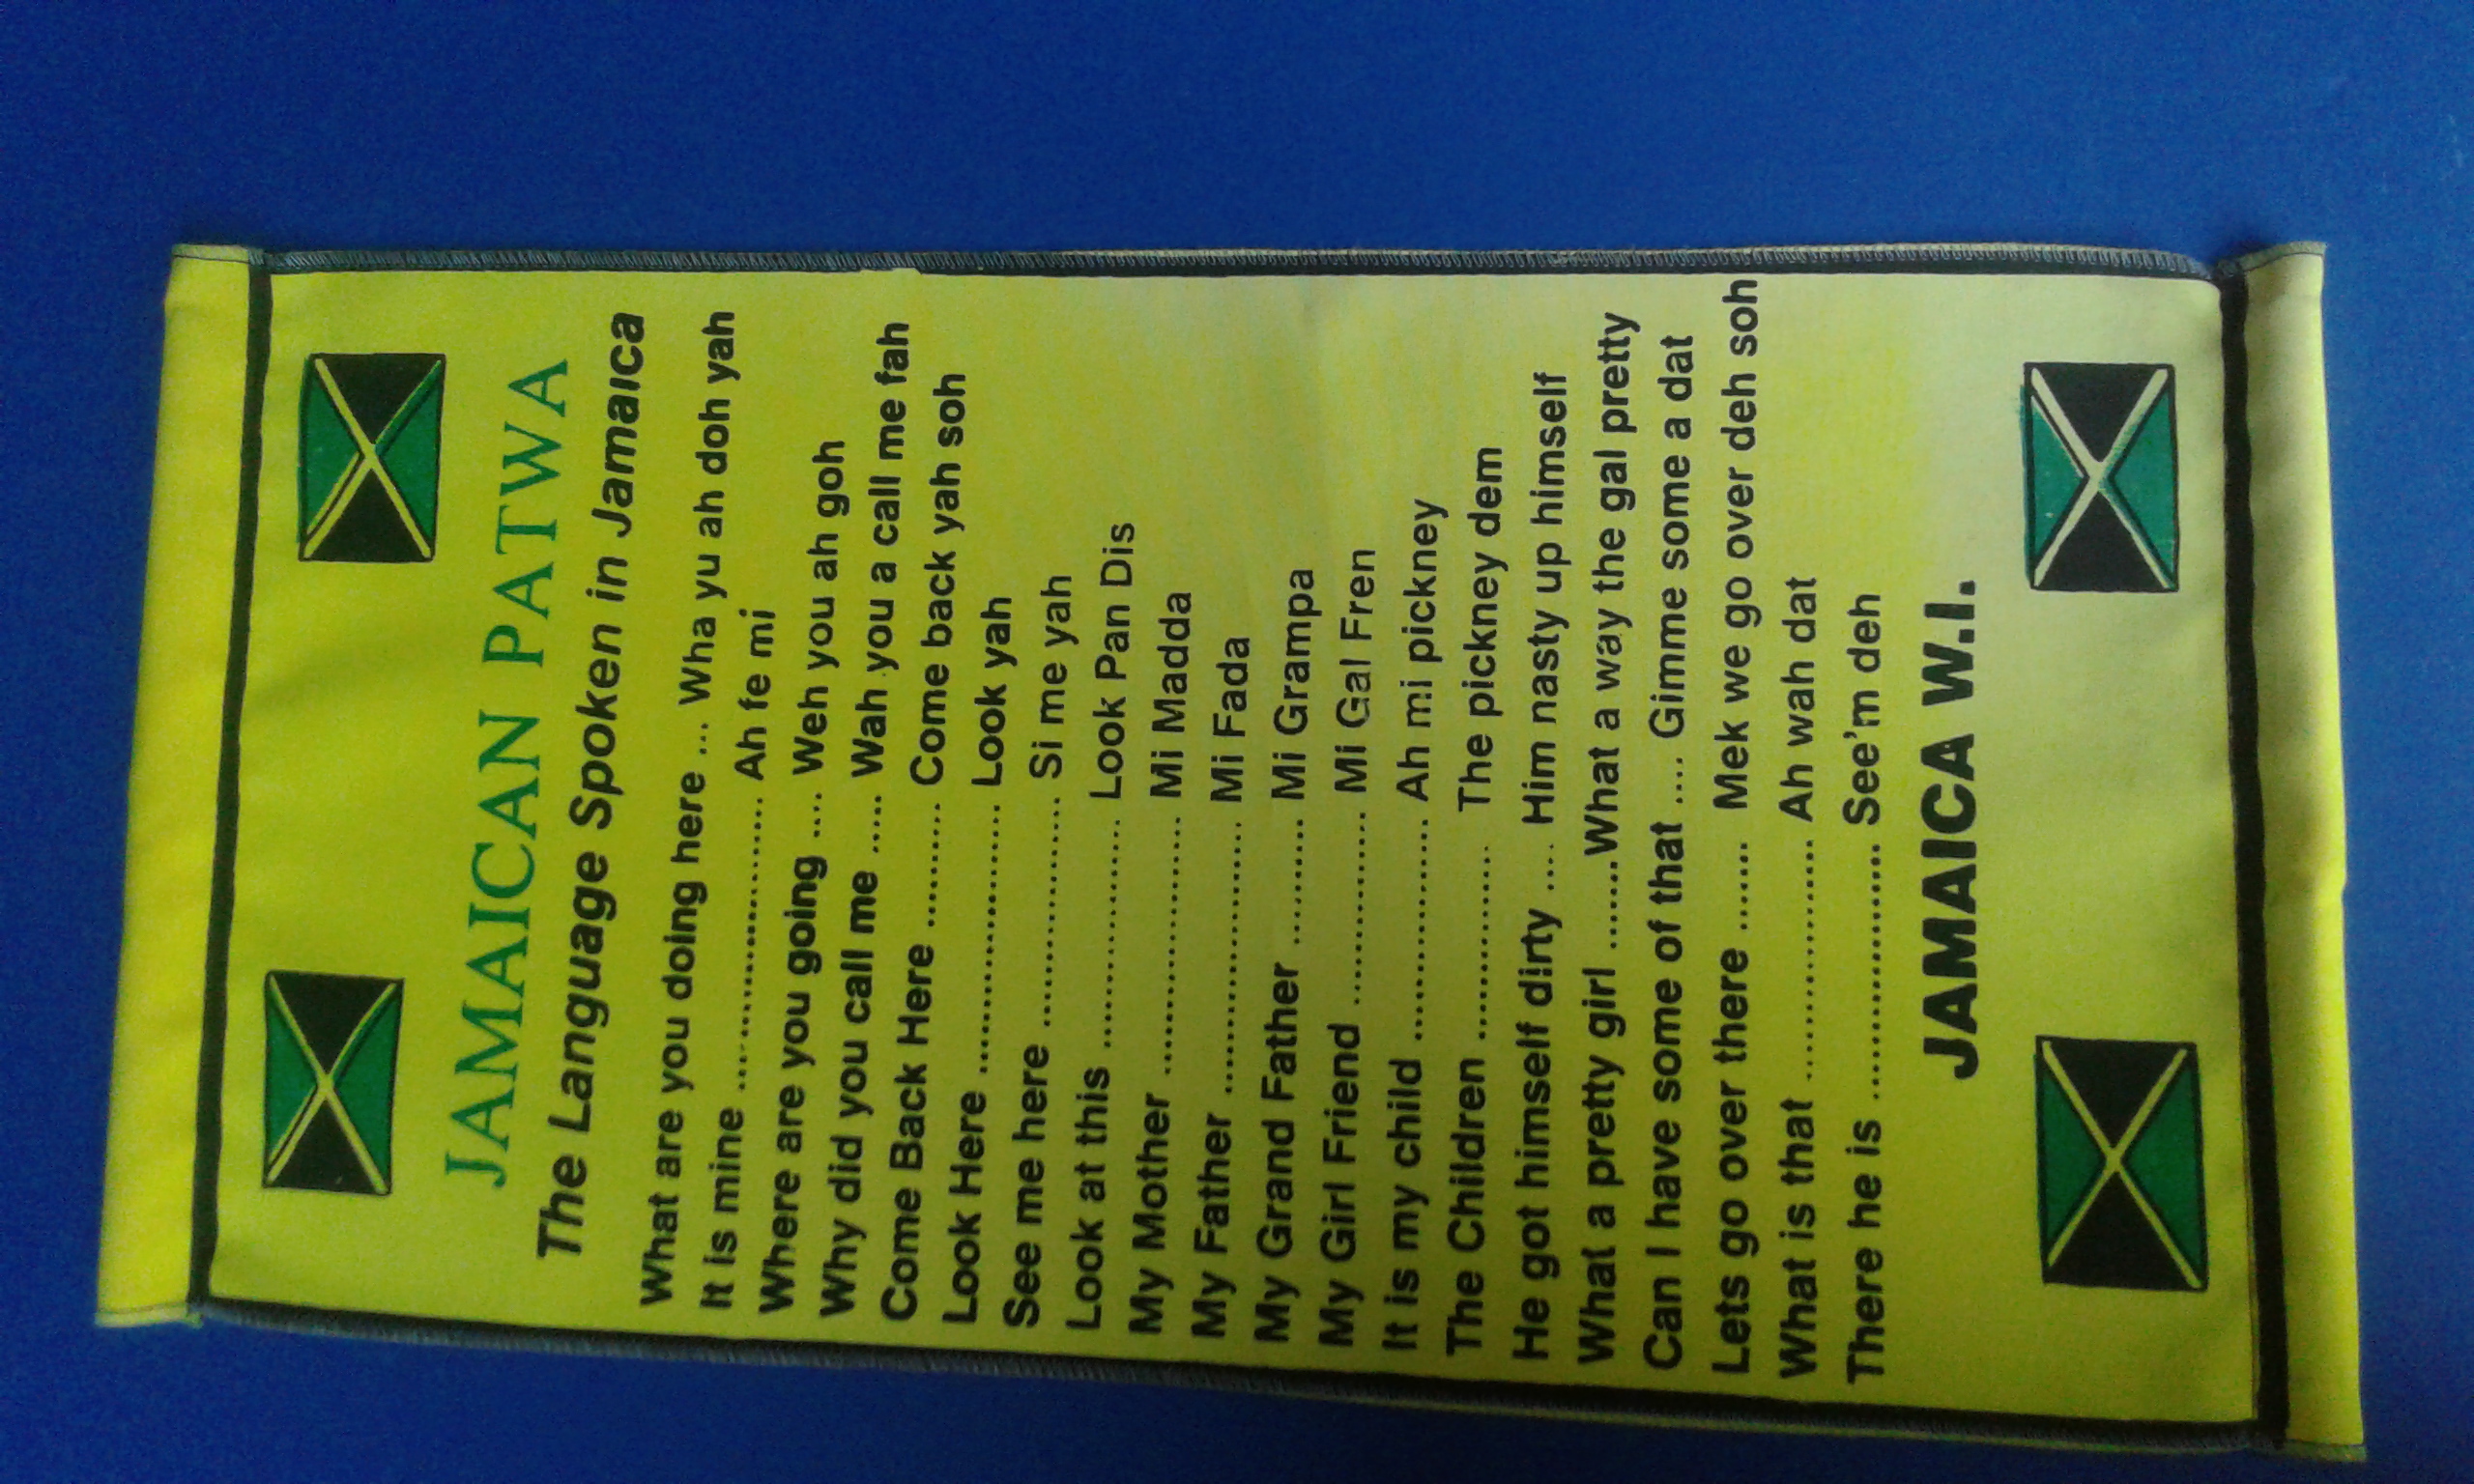 JAMAICAN PATWA
The Language Spoken in Jamaica
What are you doing here ... Wha yu ah doh yah
It is mine ...................... Ah fe mi
Where are you going .... Weh you ah goh
Why did you call me ..... Wah you a call me fah
Come Back Here .......... Come back yah soh
Look Here ..................... Look yah
See me here .................. Si me yah
Look at this .................. Look Pan Dis
My Mother .................... Mi Madda
My Father ..................... Mi Fada
My Grand Father .......... Mi Grampa
My Girl Friend ............... Mi Gal Fren
It is my child ................. Ah mi pickney
The Children ............... The pickney dem
He got himself dirty .... Him nasty up himself
What a pretty girl .......What a way the gal pretty
Can I have some of that .... Gimme some a dat
Lets go over there ....... Mek we go over deh soh
What is that ................... Ah wah dat
There he is .................... See'm deh
JAMAICA W.I.